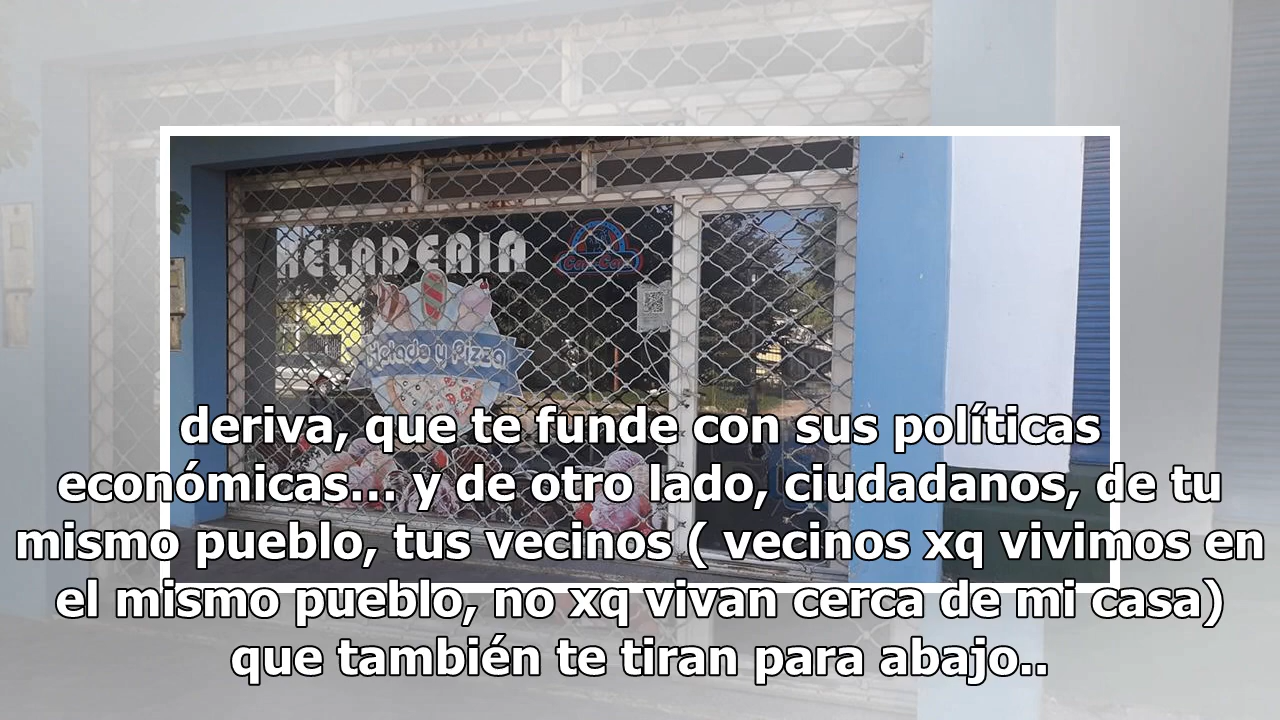 HELADERIA
Helado y Pizza
deriva, que te funde con sus políticas
económicas... y de otro lado, ciudadanos, de tu
mismo pueblo, tus vecinos ( vecinos xq vivimos en
el mismo pueblo, no xq vivan cerca de mi casa)
que también te tiran para abajo..